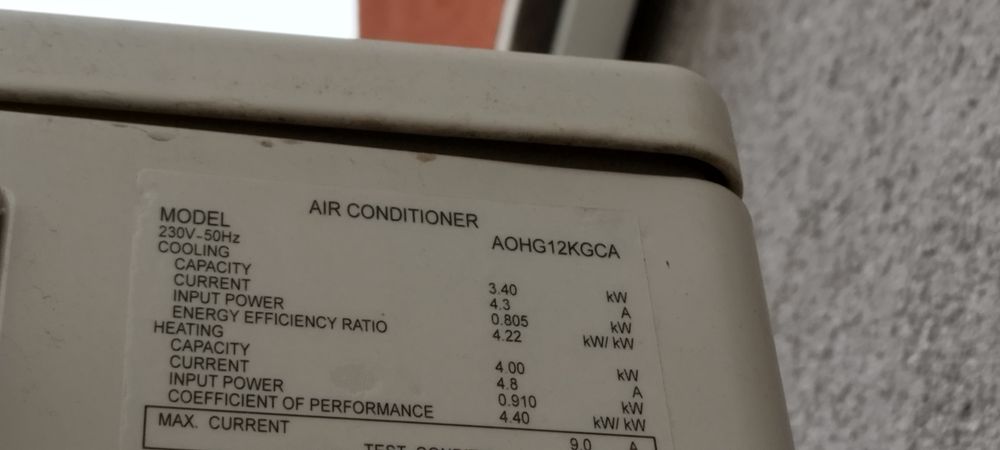 AIR CONDITIONER
MODEL AOHG12KGCA
230V~50Hz
COOLING
CAPACITY 3.40 kW
CURRENT 4.3 A
INPUT POWER 0.805 kW
ENERGY EFFICIENCY RATIO 4.22 kW/kW
HEATING
CAPACITY 4.00 kW
CURRENT 4.8 A
INPUT POWER 0.910 kW
COEFFICIENT OF PERFORMANCE 4.40 kW/kW
MAX. CURRENT 9.0 A